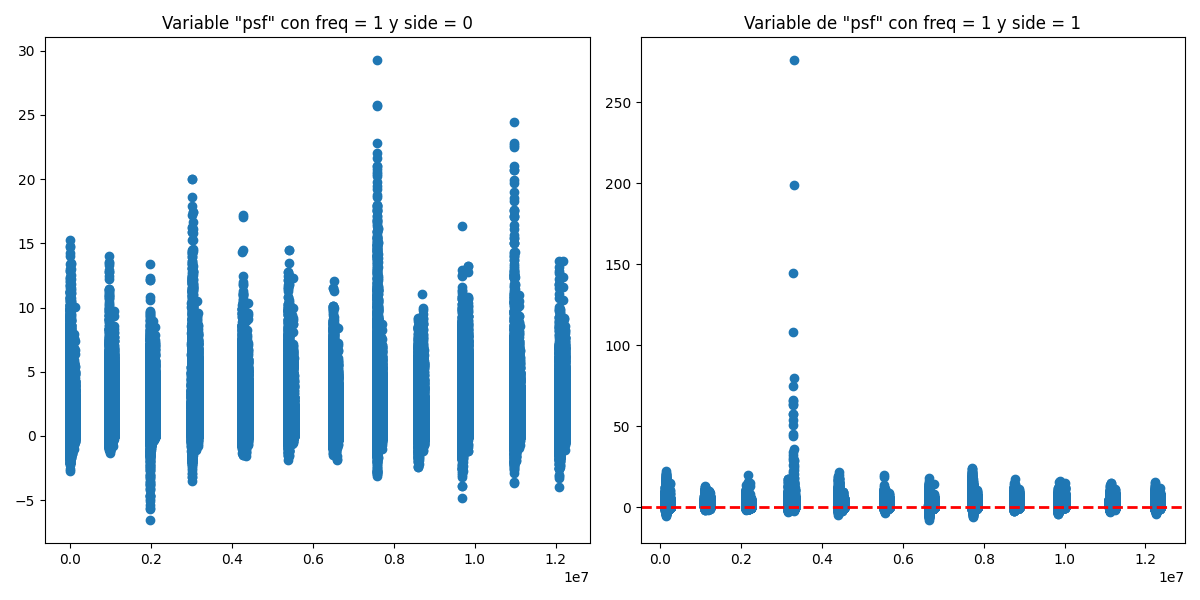 Variable "psf" con freq = 1 y side = 0
30
25
20
15
10
5
0
−5
0.0 0.2 0.4 0.6 0.8 1.0 1.2
1e7
Variable de "psf" con freq = 1 y side = 1
250
200
150
100
50
0
0.0 0.2 0.4 0.6 0.8 1.0 1.2
1e7